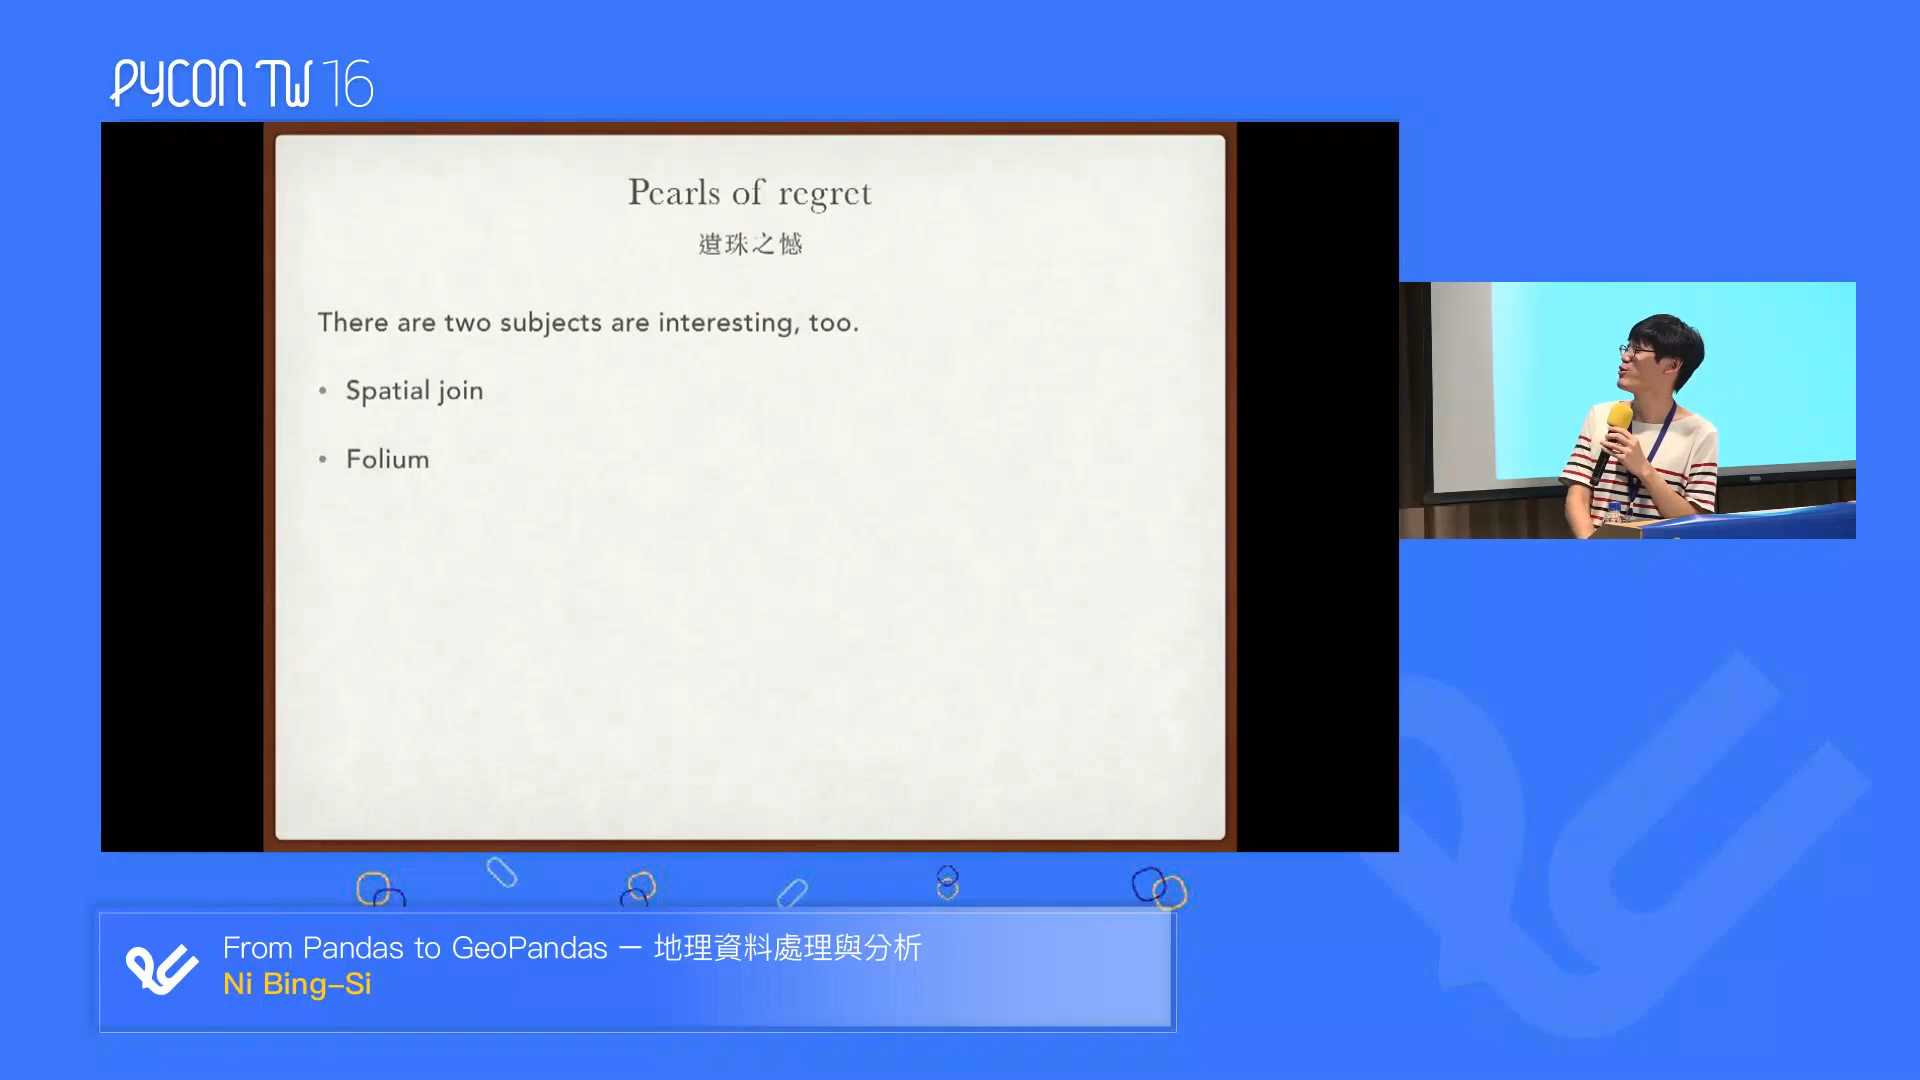 PYCON TW 16
Pearls of regret
遺珠之憾
There are two subjects are interesting, too.
• Spatial join
• Folium
From Pandas to GeoPandas — 地理資料處理與分析
Ni Bing-Si